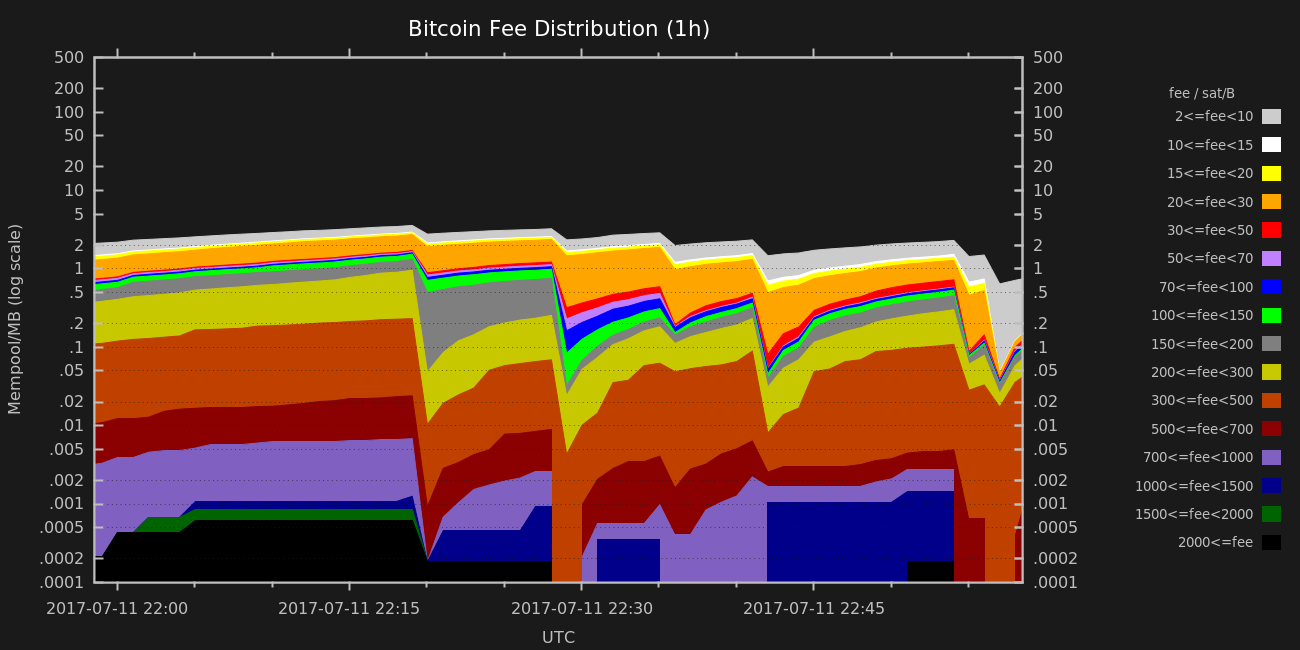 Bitcoin Fee Distribution (1h)
500 500
200 200
100 100
50 50
20 20
10 10
5 5
2 2
1 1
.5 .5
.2 .2
.1 .1
.05 .05
.02 .02
.01 .01
.005 .005
.002 .002
.001 .001
.0005 .0005
.0002 .0002
.0001 .0001
Mempool/MB (log scale)
2017-07-11 22:00 2017-07-11 22:15 2017-07-11 22:30 2017-07-11 22:45
UTC
fee / sat/B
2<=fee<10
10<=fee<15
15<=fee<20
20<=fee<30
30<=fee<50
50<=fee<70
70<=fee<100
100<=fee<150
150<=fee<200
200<=fee<300
300<=fee<500
500<=fee<700
700<=fee<1000
1000<=fee<1500
1500<=fee<2000
2000<=fee